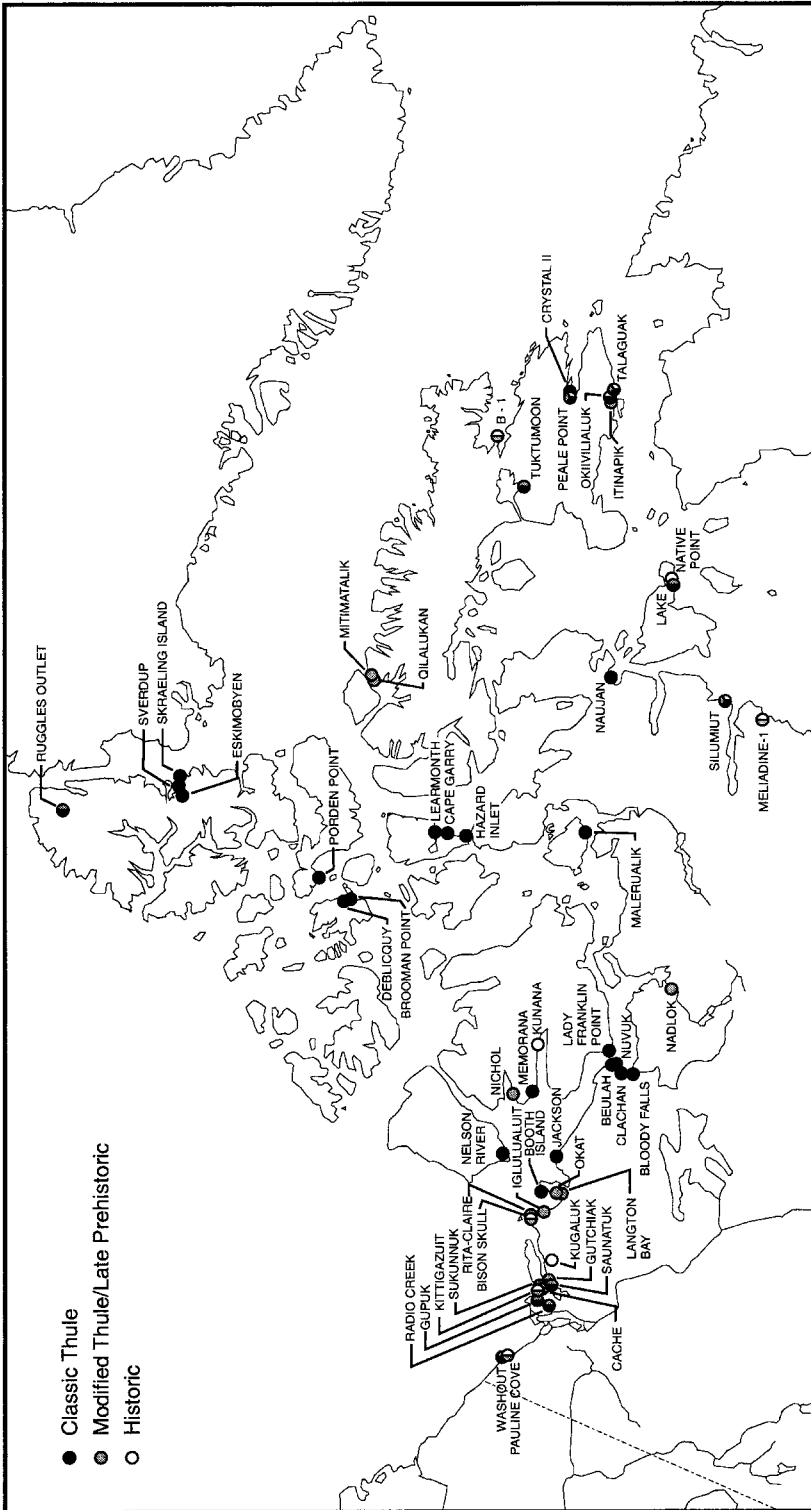 Classic Thule
Modified Thule/Late Prehistoric
Historic
RUGGLES OUTLET
SVERDUP
SKRAELING ISLAND
ESKIMOBYEN
PORDEN POINT
DEBLICQUY
BROOMAN POINT
MITIMATALIK
QILALUKAN
LEARMONTH
CAPE GARRY
HAZARD
INLET
NELSON
RIVER
NICHOL
MEMORANA
KUNANA
LADY
FRANKLIN
POINT
IGLULUALUIT
BOOTH
ISLAND
JACKSON
OKAT
RITA-CLAIRE
BISON SKULL
RADIO CREEK
GUPUK
KITTIGAZUIT
SUKUNNUK
KUGALUK
GUTCHIAK
SAUNATUK
CACHE
LANGTON
BAY
WASHOUT
PAULINE COVE
BEULAH
CLACHAN
NUVUK
BLOODY FALLS
NADLOK
MALERUALIK
NAUJAN
SILUMIUT
MELIADINE-1
LAKE
NATIVE
POINT
TUKTUMOON
B - 1
CRYSTAL II
PEALE POINT
OKIIVILIALUK
ITINAPIK
TALAGUAK